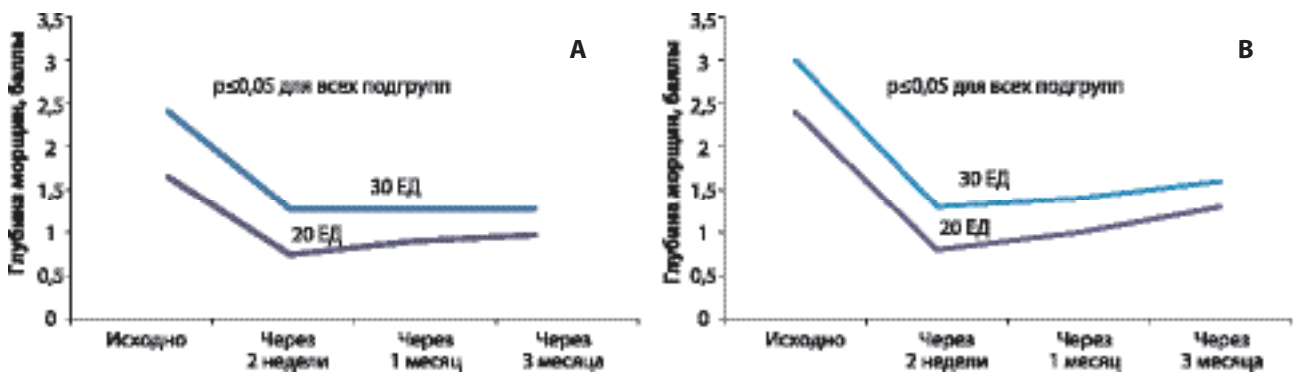 Глубина морщин, баллы
3,5
3
2,5
2
1,5
1
0,5
0
A
p≤0,05 для всех подгрупп
30 ЕД
20 ЕД
Исходно
Через
2 недели
Через
1 месяц
Через
3 месяца
Глубина морщин, баллы
3,5
3
2,5
2
1,5
1
0,5
0
B
p≤0,05 для всех подгрупп
30 ЕД
20 ЕД
Исходно
Через
2 недели
Через
1 месяц
Через
3 месяца